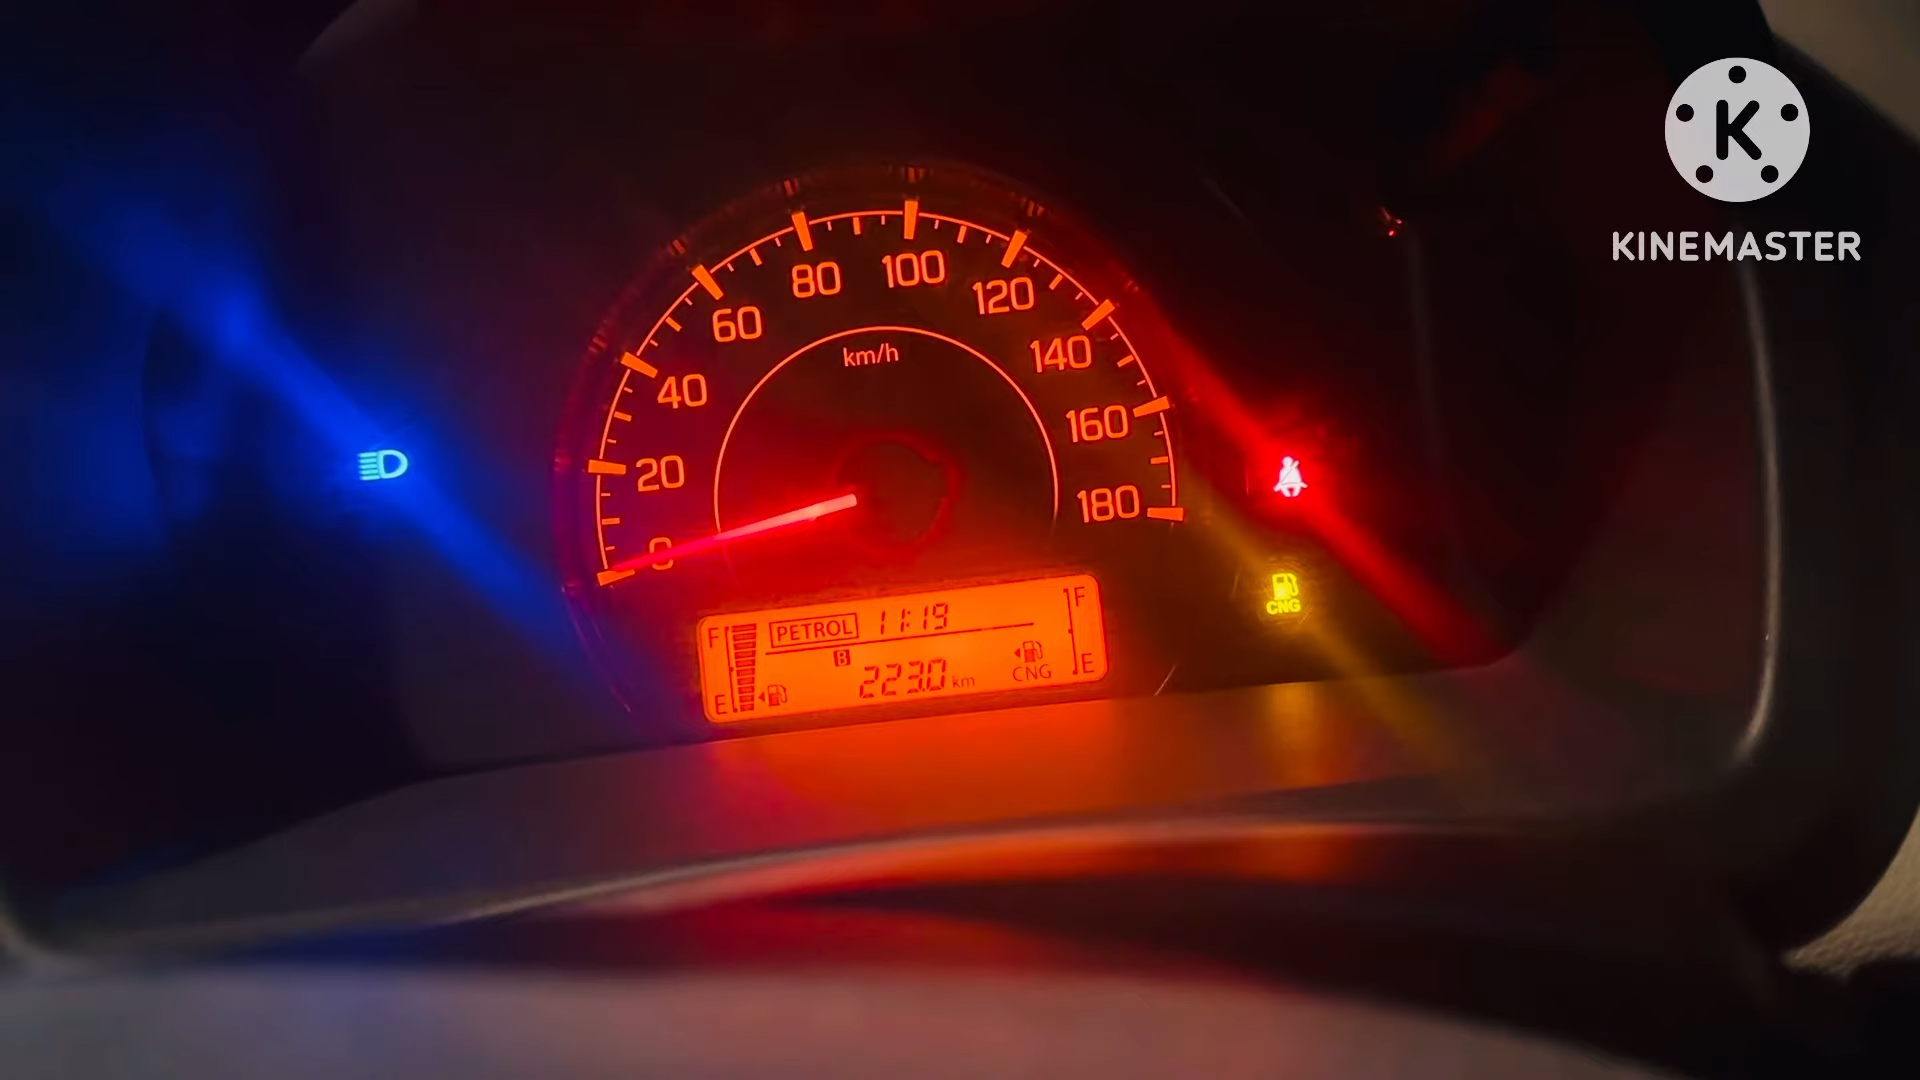 K
KINEMASTER
0
20
40
60
80
100
120
140
160
180
km/h
F
PETROL 11:19
F
B
223.0 km
CNG
E
E
CNG